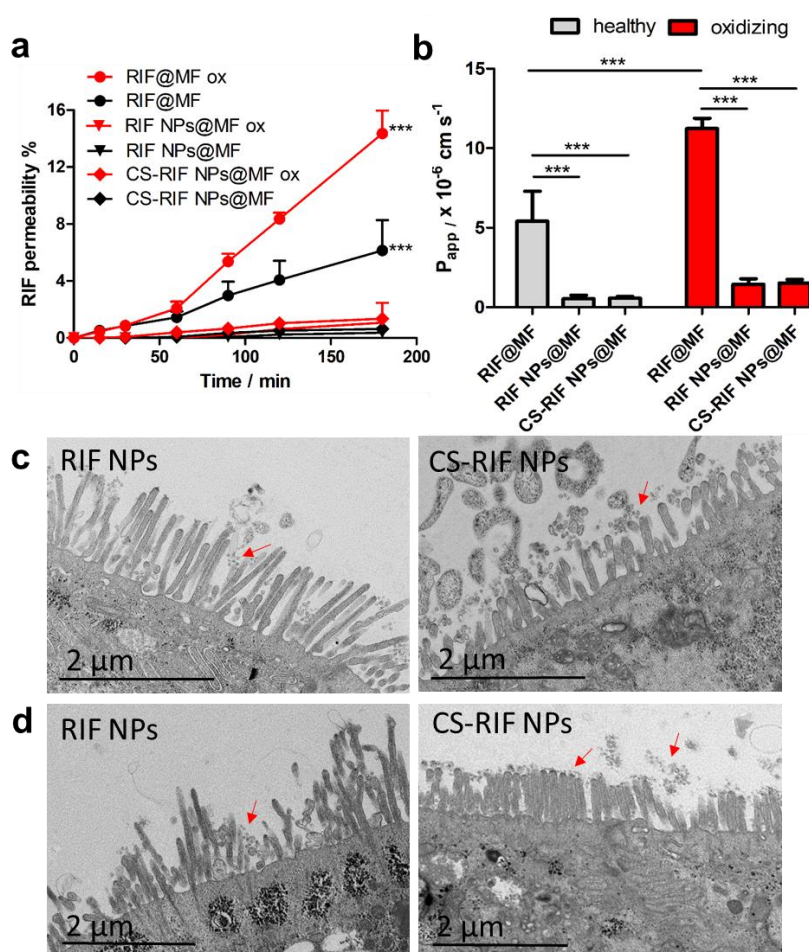 a
RIF@MF ox
RIF@MF
RIF NPs@MF ox
RIF NPs@MF
CS-RIF NPs@MF ox
CS-RIF NPs@MF
***
***
RIF permeability %
16
12
8
4
0
0 50 100 150 200
Time / min
b
healthy oxidizing
***
***
***
***
***
Papp / x 10-6 cm s-1
15
10
5
0
RIF@MF
RIF NPs@MF
CS-RIF NPs@MF
RIF@MF
RIF NPs@MF
CS-RIF NPs@MF
c
RIF NPs
2 µm
CS-RIF NPs
2 µm
d
RIF NPs
2 µm
CS-RIF NPs
2 µm